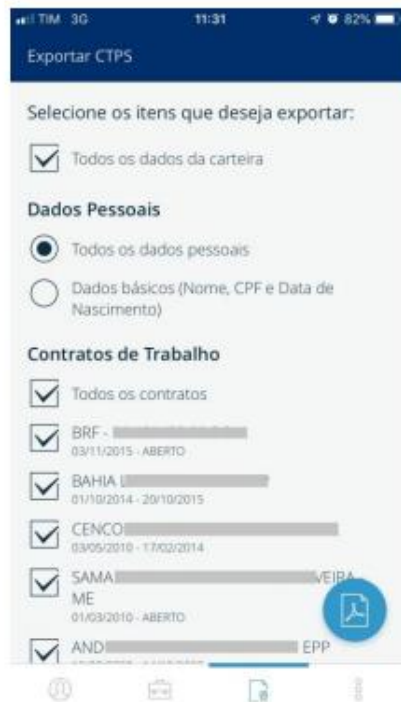 TIM 3G 11:31 82%
Exportar CTPS
Selecione os itens que deseja exportar:
Todos os dados da carteira
Dados Pessoais
Todos os dados pessoais
Dados básicos (Nome, CPF e Data de
Nascimento)
Contratos de Trabalho
Todos os contratos
BRF -
03/11/2015 - ABERTO
BAHIA
01/10/2014 - 20/10/2015
CENCO
03/05/2010 - 17/02/2014
SAMA VEIRA
ME
01/03/2010 - ABERTO
AND EPP